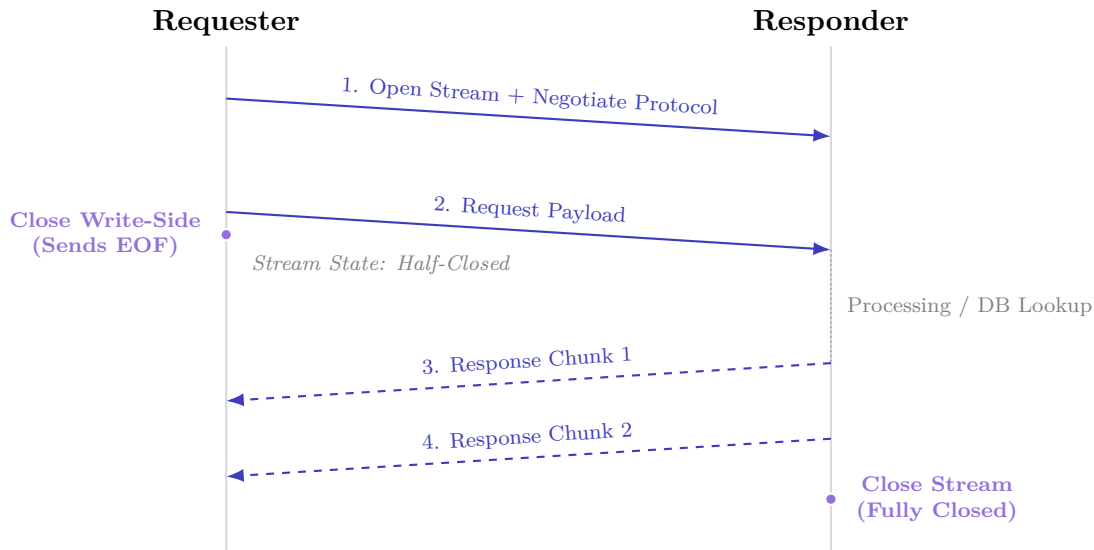 Requester
Responder
1. Open Stream + Negotiate Protocol
2. Request Payload
Close Write-Side
(Sends EOF)
Stream State: Half-Closed
Processing / DB Lookup
3. Response Chunk 1
4. Response Chunk 2
Close Stream
(Fully Closed)